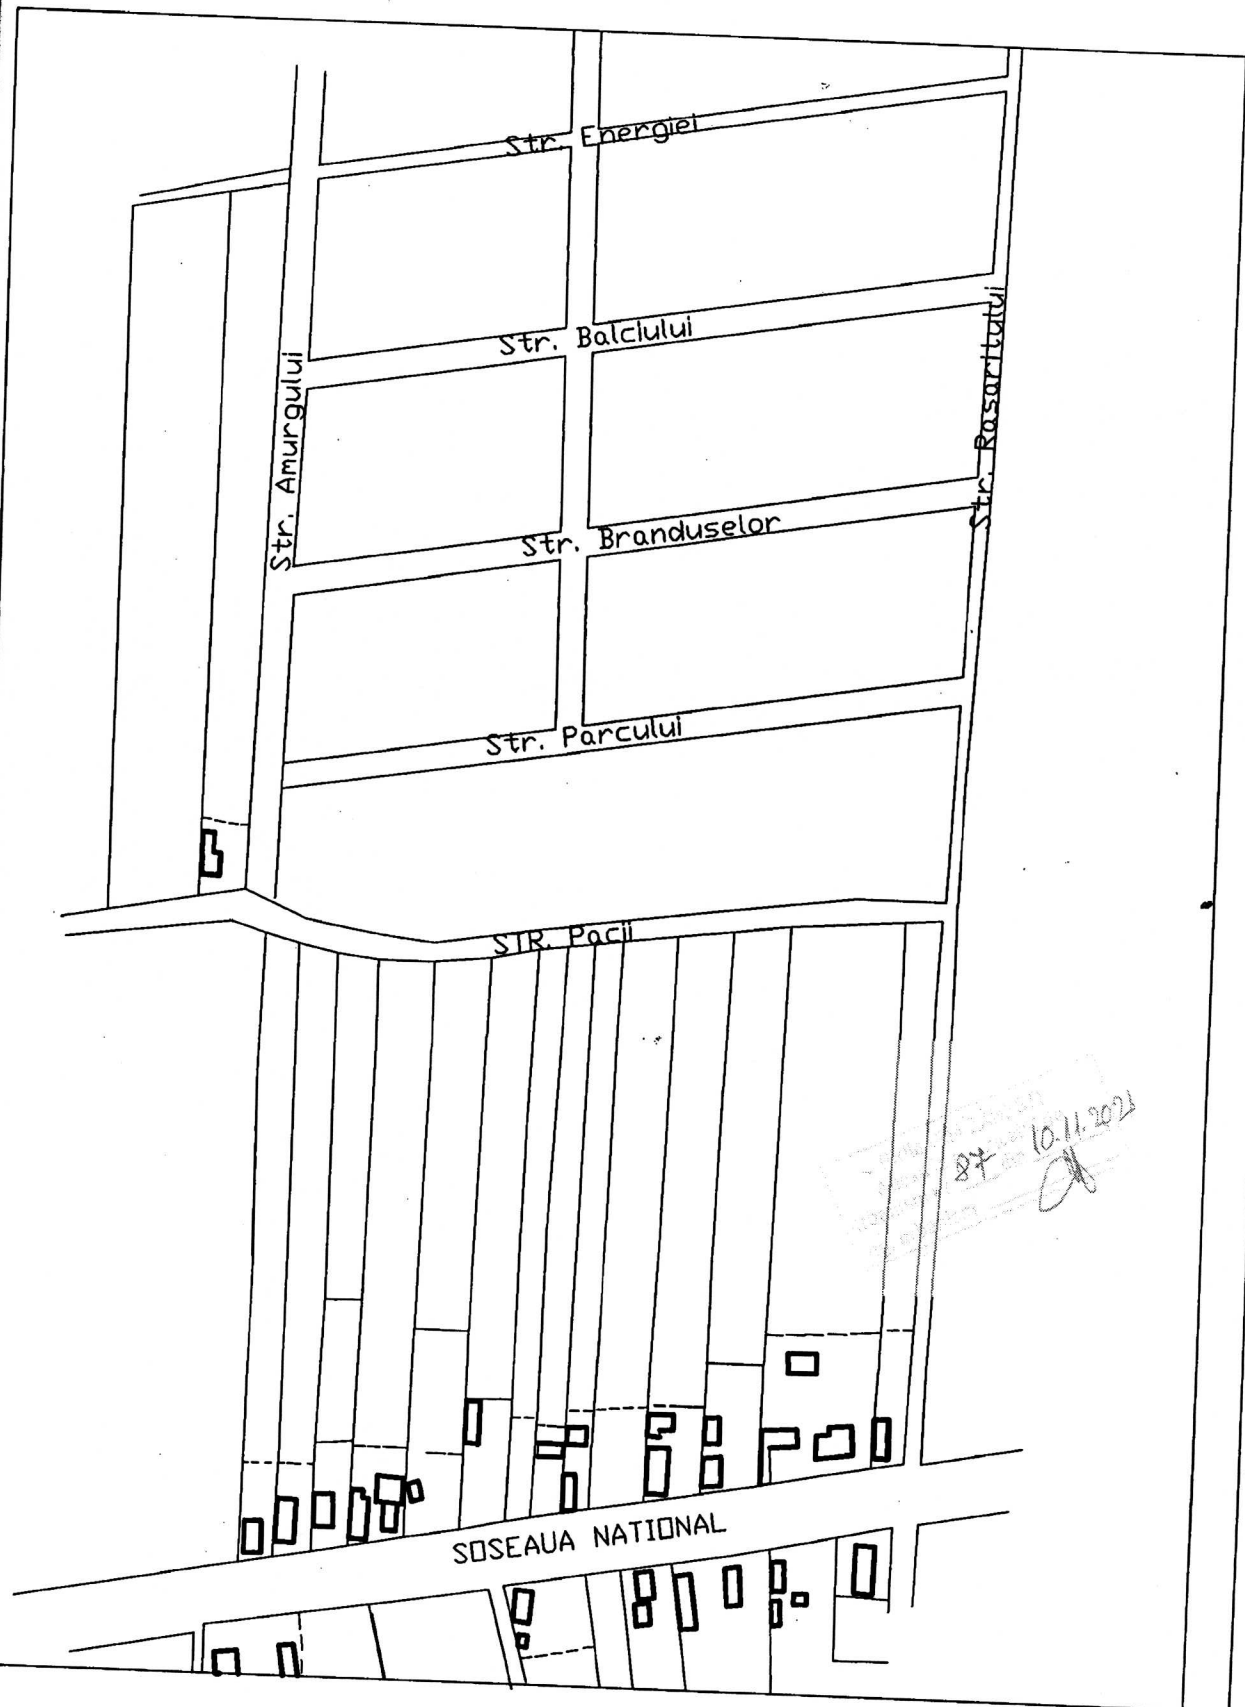 Str. Energiei
Str. Balciului
Str. Amurgului
Str. Rasaritului
Str. Branduselor
Str. Parcului
STR. Pacii
87 10.11.2021
SOSEAUA NATIONAL